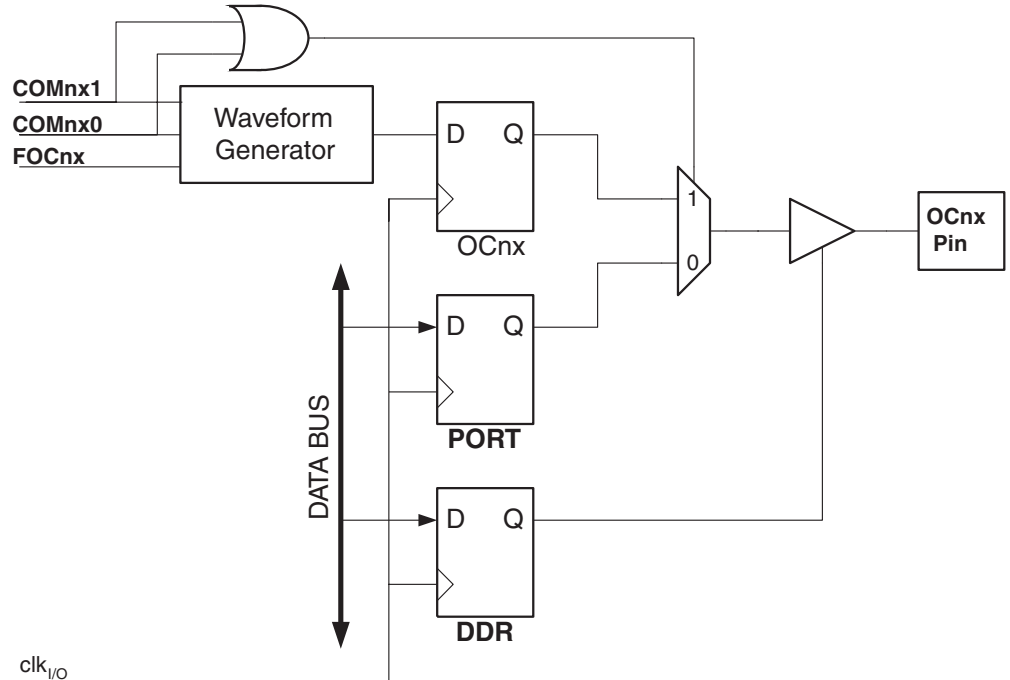 COMnx1
COMnx0
FOCnx
Waveform
Generator
D Q
OCnx
1
0
OCnx
Pin
D Q
PORT
DATA BUS
D Q
DDR
clkI/O